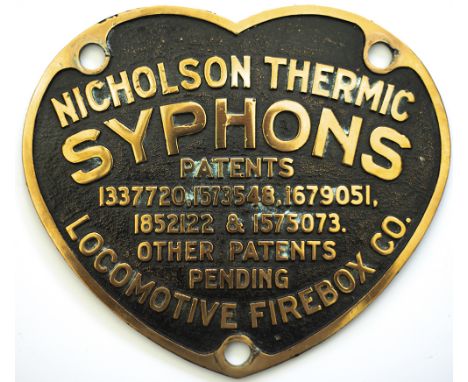 NICHOLSON THERMIC
SYPHONS
PATENTS
1337720, 1573548, 1679051,
1852122 & 1575073.
OTHER PATENTS
PENDING
LOCOMOTIVE FIREBOX CO.